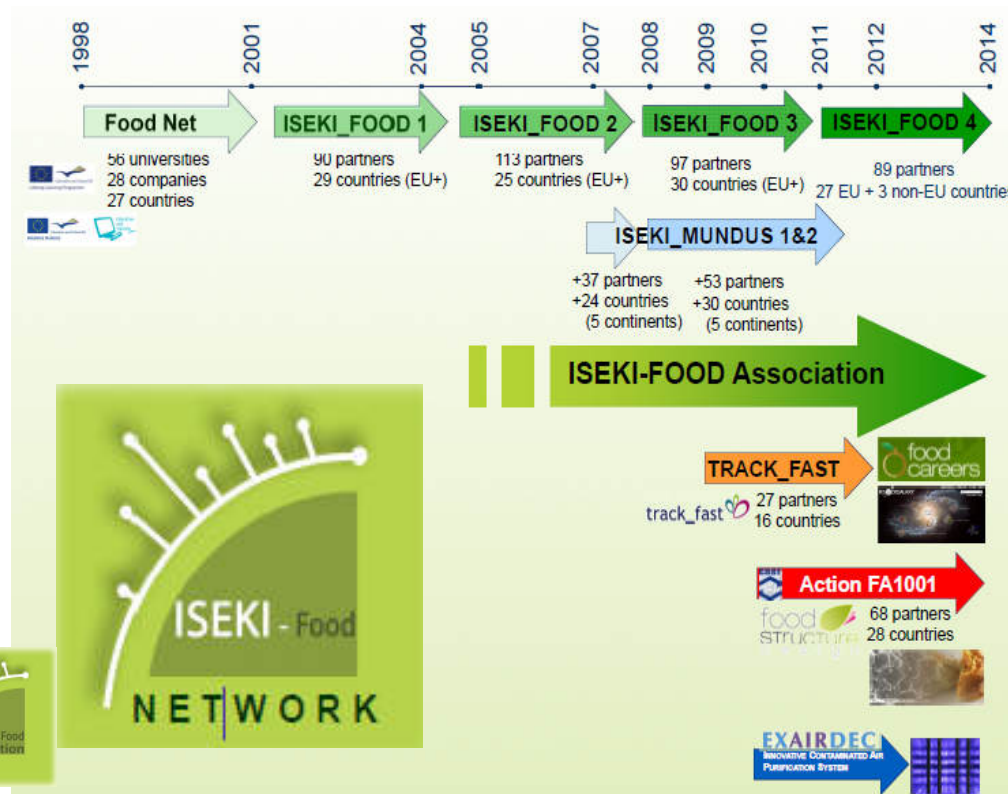 1998
2001
2004
2005
2007
2008
2009
2010
2011
2012
2014
Food Net
ISEKI_FOOD 1
ISEKI_FOOD 2
ISEKI_FOOD 3
ISEKI_FOOD 4
56 universities
28 companies
27 countries
90 partners
29 countries (EU+)
113 partners
25 countries (EU+)
97 partners
30 countries (EU+)
89 partners
27 EU + 3 non-EU countries
ISEKI_MUNDUS 1&2
+37 partners
+24 countries
(5 continents)
+53 partners
+30 countries
(5 continents)
ISEKI-FOOD Association
TRACK_FAST
food
careers
track_fast
27 partners
16 countries
Action FA1001
food
STRUCTURE
68 partners
28 countries
ISEKI - Food
NETWORK
Food
tion
EXAIRDEC
INNOVATIVE CONTAMINATED AIR
PURIFICATION SYSTEM